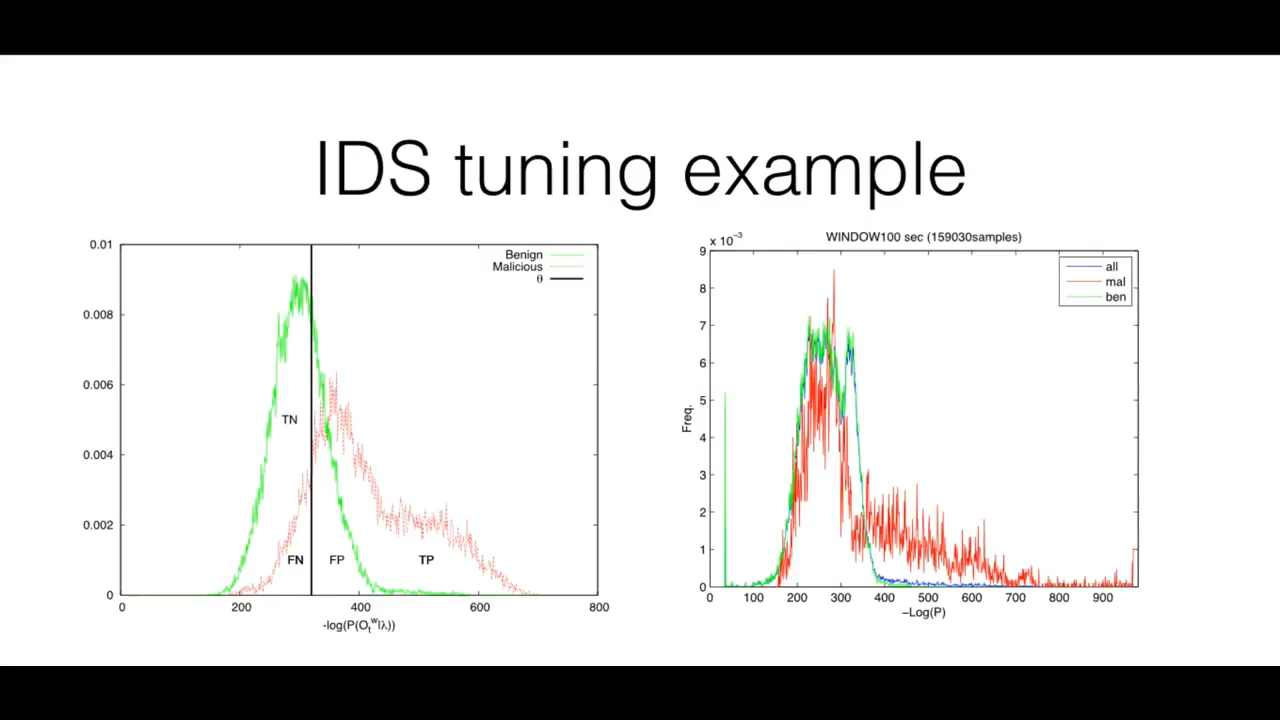 IDS tuning example
0.01
0.008
0.006
0.004
0.002
0
0 200 400 600 800
-log(P(O_t^w|λ))
Benign
Malicious
θ
TN
FN FP TP
WINDOW100 sec (159030samples)
x 10^−3
9
8
7
6
5
4
3
2
1
0
Freq.
all
mal
ben
0 100 200 300 400 500 600 700 800 900
−Log(P)